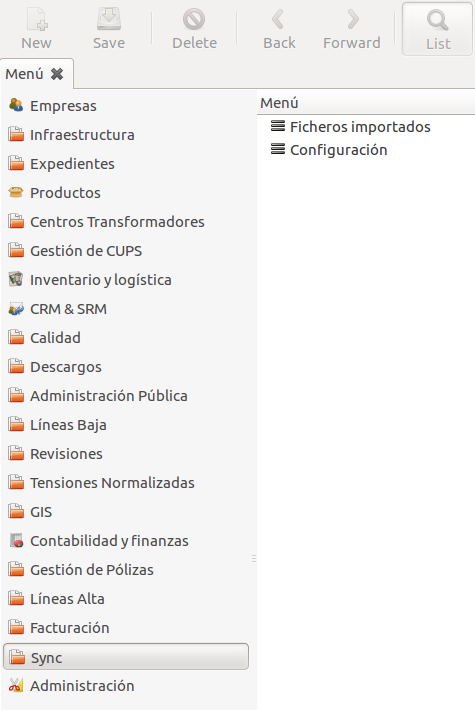 New Save Delete Back Forward List
Menú
Empresas
Infraestructura
Expedientes
Productos
Centros Transformadores
Gestión de CUPS
Inventario y logística
CRM & SRM
Calidad
Descargos
Administración Pública
Líneas Baja
Revisiones
Tensiones Normalizadas
GIS
Contabilidad y finanzas
Gestión de Pólizas
Líneas Alta
Facturación
Sync
Administración
Menú
Ficheros importados
Configuración